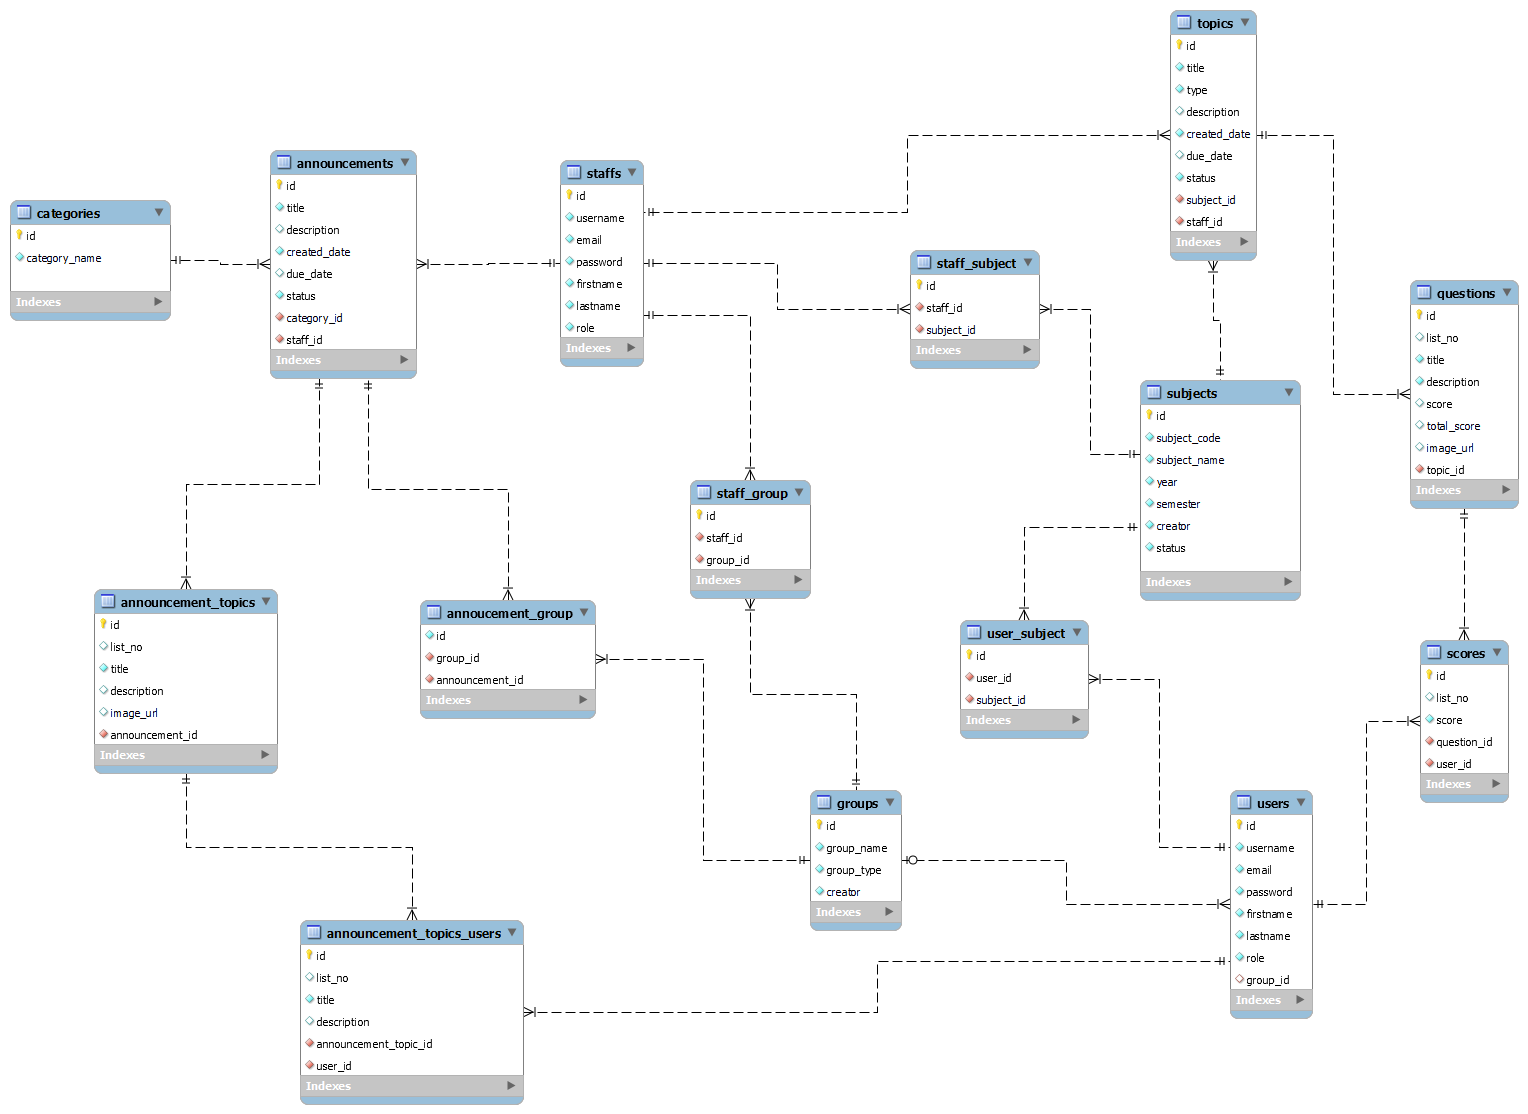 topics
id
title
type
description
created_date
due_date
status
subject_id
staff_id
Indexes
announcements
id
title
description
created_date
due_date
status
category_id
staff_id
Indexes
staffs
id
username
email
password
firstname
lastname
role
Indexes
categories
id
category_name
Indexes
staff_subject
id
staff_id
subject_id
Indexes
questions
id
list_no
title
description
score
total_score
image_url
topic_id
Indexes
subjects
id
subject_code
subject_name
year
semester
creator
status
Indexes
staff_group
id
staff_id
group_id
Indexes
announcement_topics
id
list_no
title
description
image_url
announcement_id
Indexes
annoucement_group
id
group_id
announcement_id
Indexes
user_subject
id
user_id
subject_id
Indexes
scores
id
list_no
score
question_id
user_id
Indexes
groups
id
group_name
group_type
creator
Indexes
users
id
username
email
password
firstname
lastname
role
group_id
Indexes
announcement_topics_users
id
list_no
title
description
announcement_topic_id
user_id
Indexes